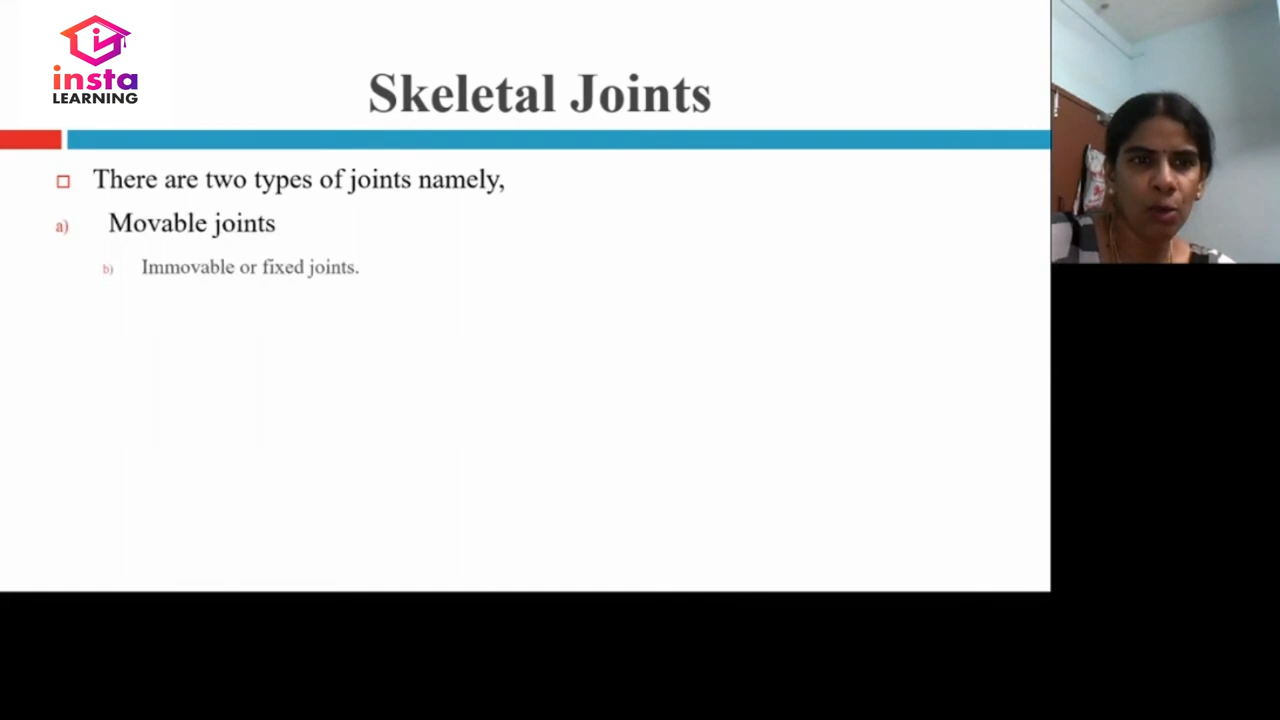 insta
LEARNING
Skeletal Joints
There are two types of joints namely,
a) Movable joints
b) Immovable or fixed joints.